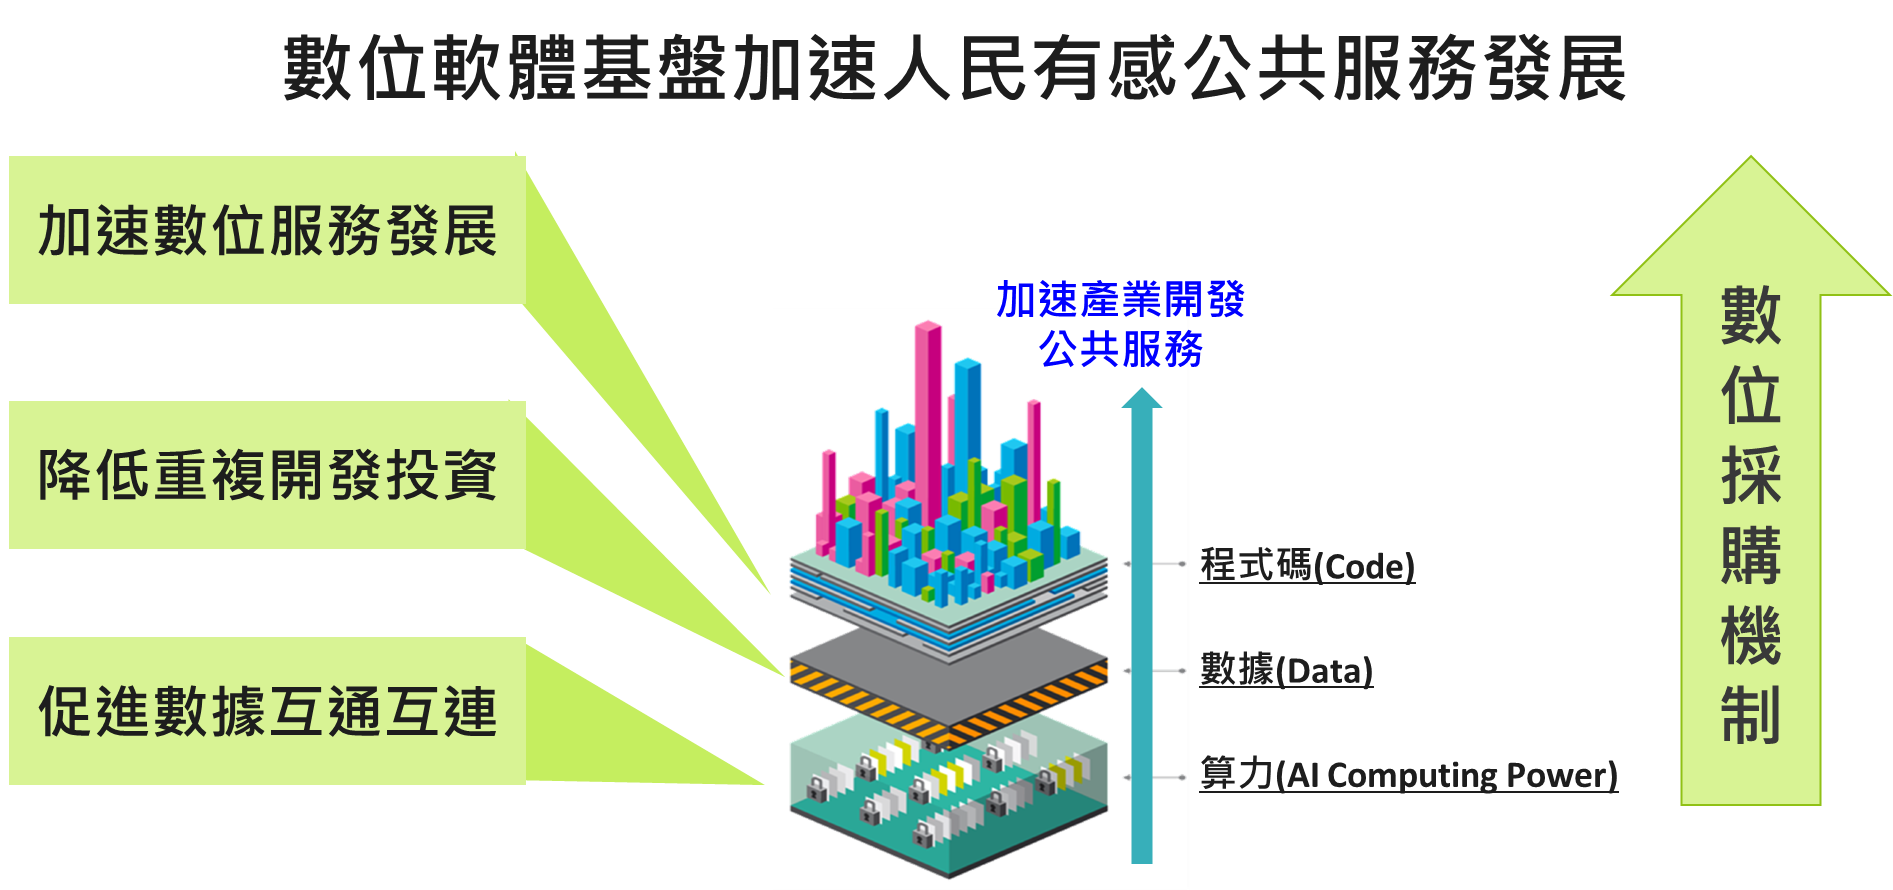 數位軟體基盤加速人民有感公共服務發展
加速數位服務發展
降低重複開發投資
促進數據互通互連
加速產業開發
公共服務
程式碼(Code)
數據(Data)
算力(AI Computing Power)
數位採購機制